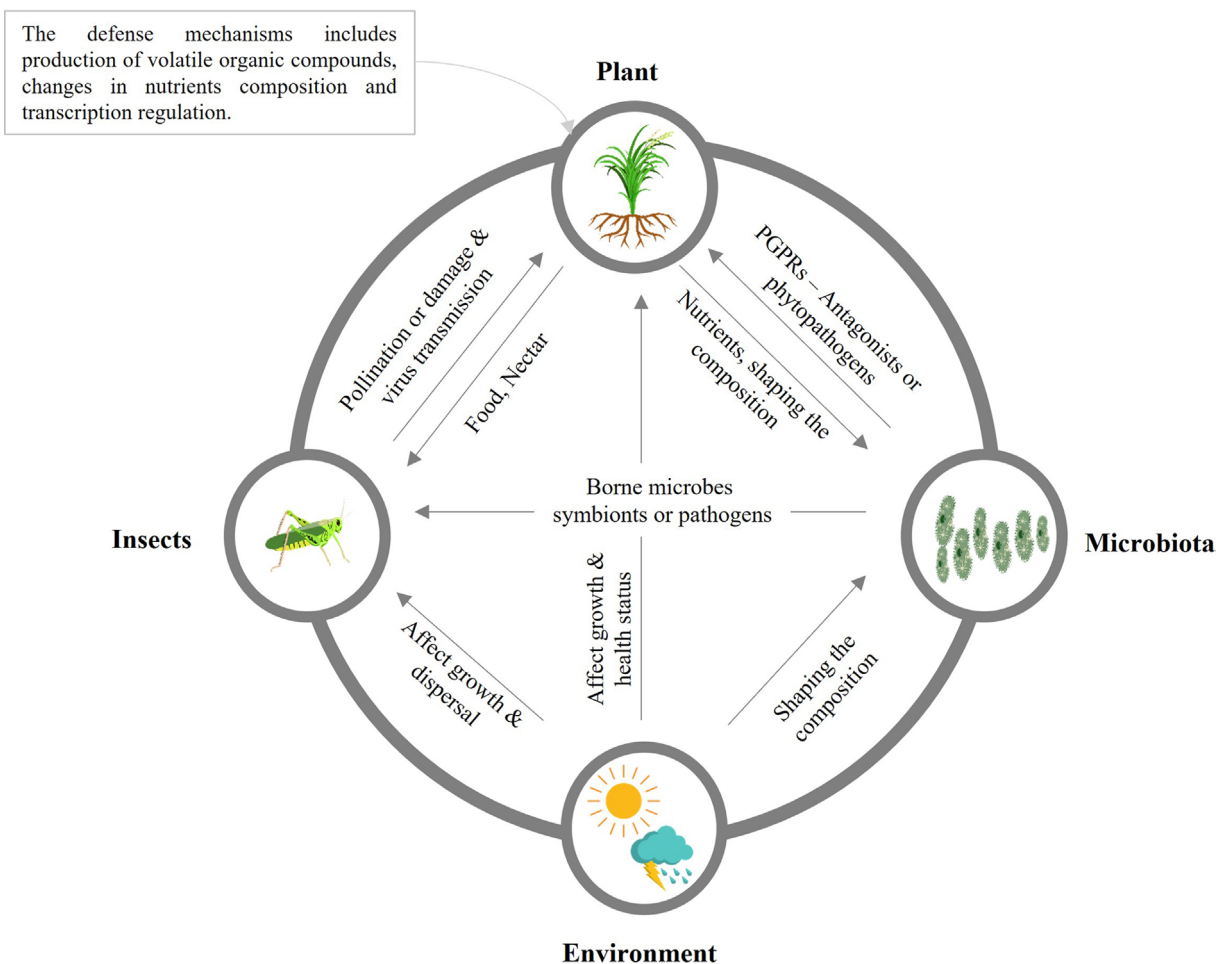 The defense mechanisms includes
production of volatile organic compounds,
changes in nutrients composition and
transcription regulation.
Plant
Pollination or damage &
virus transmission
Food, Nectar
PGPRs – Antagonists or
phytopathogens
Nutrients, shaping the
composition
Borne microbes
symbionts or pathogens
Insects
Microbiota
Affect growth &
dispersal
Affect growth &
health status
Shaping the
composition
Environment